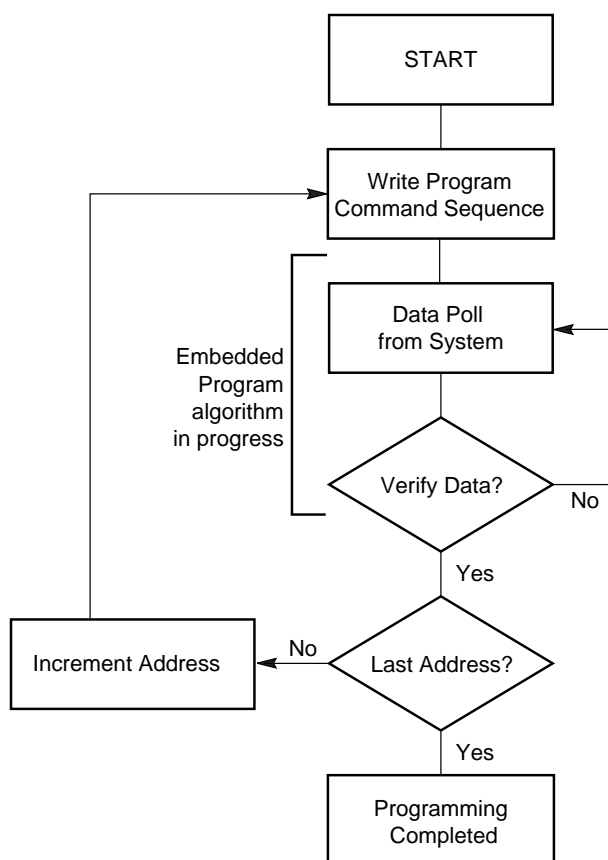 START
Write Program
Command Sequence
Data Poll
from System
Embedded
Program
algorithm
in progress
Verify Data?
No
Yes
No
Increment Address
Last Address?
Yes
Programming
Completed